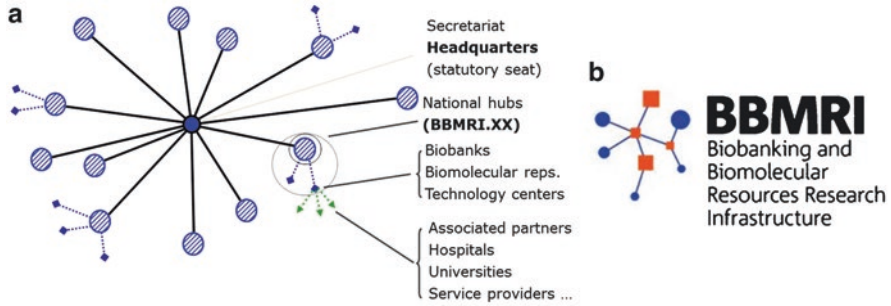 a
Secretariat
Headquarters
(statutory seat)
National hubs
(BBMRI.XX)
Biobanks
Biomolecular reps.
Technology centers
Associated partners
Hospitals
Universities
Service providers ...
b
BBMRI
Biobanking and
Biomolecular
Resources Research
Infrastructure